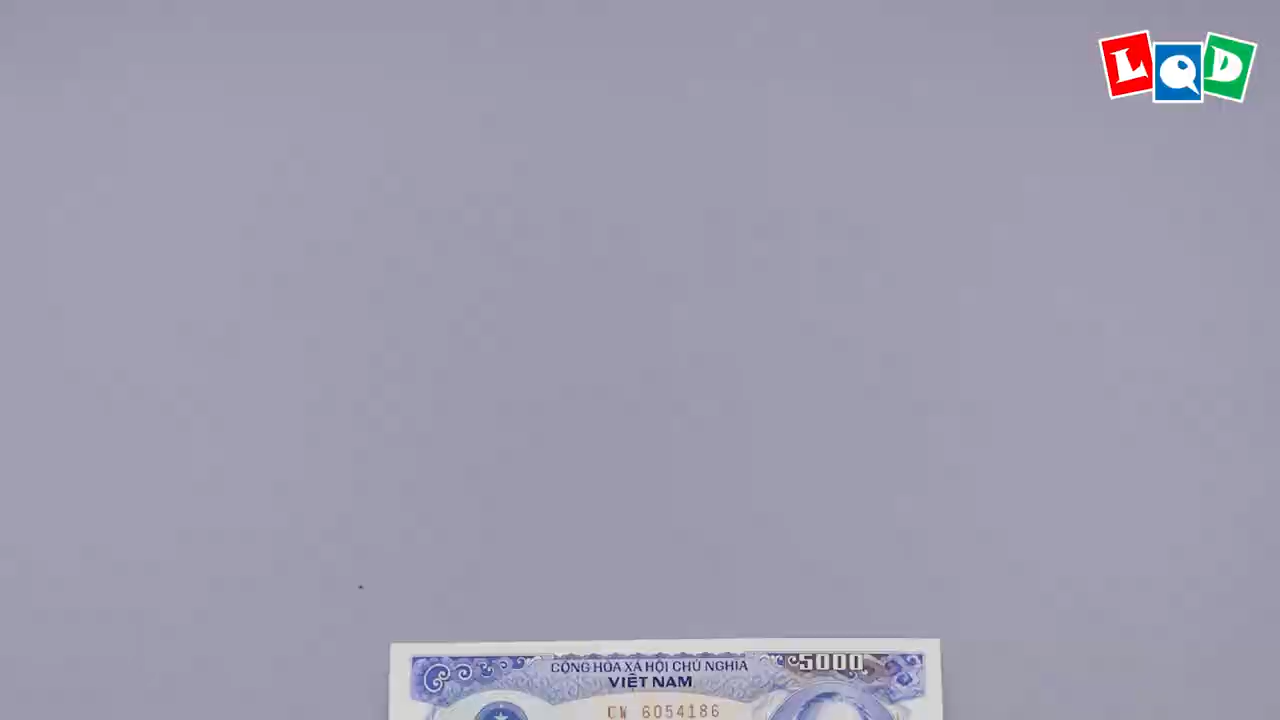 LQD
CỘNG HÒA XÃ HỘI CHỦ NGHĨA
5000
VIỆT NAM
CW 6054186